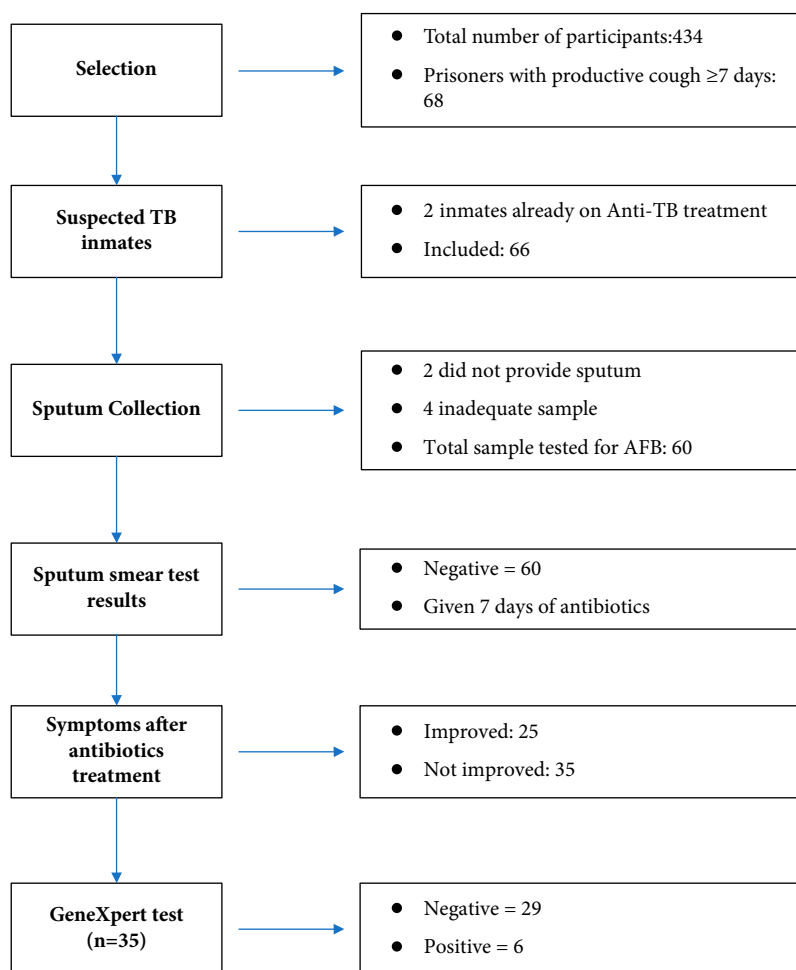 Selection
● Total number of participants:434
● Prisoners with productive cough ≥7 days:
68
Suspected TB
inmates
● 2 inmates already on Anti-TB treatment
● Included: 66
Sputum Collection
● 2 did not provide sputum
● 4 inadequate sample
● Total sample tested for AFB: 60
Sputum smear test
results
● Negative = 60
● Given 7 days of antibiotics
Symptoms after
antibiotics
treatment
● Improved: 25
● Not improved: 35
GeneXpert test
(n=35)
● Negative = 29
● Positive = 6